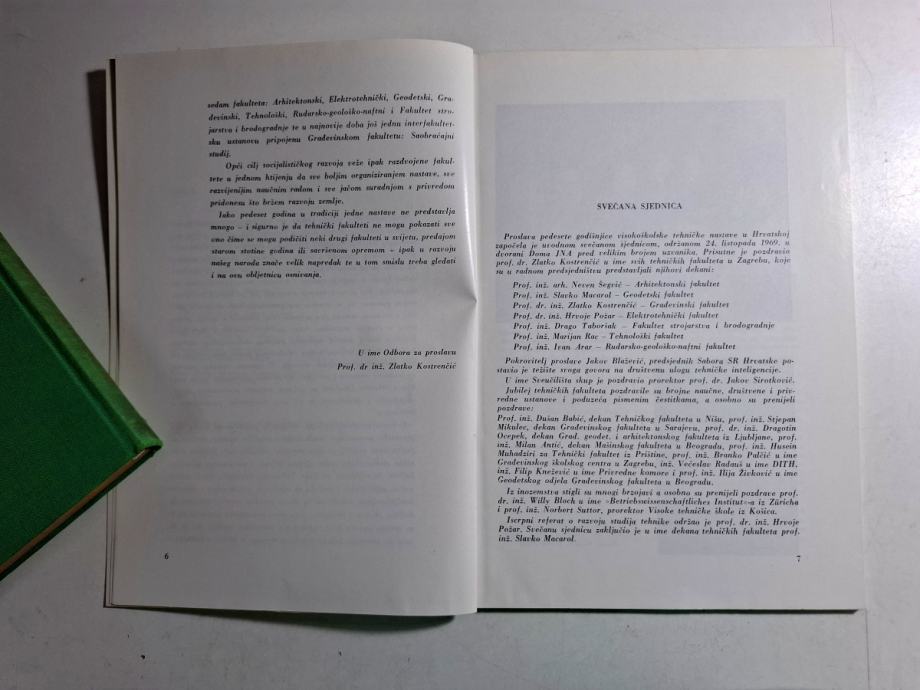 sedam fakulteta: Arhitektonski, Elektrotehnički, Geodetski, Gra-
devinski, Tehnološki, Rudarsko-geološko-naftni i Fakultet stro-
jarstva i brodogradnje te u najnovije doba još jednu interfakultet-
sku ustanovu pripojenu Građevinskom fakultetu: Saobraćajni
studij.
Opći cilj socijalističkog razvoja veže ipak razdvojene fakul-
tete u jednom htijenju da sve boljim organiziranjem nastave, sve
razvijenijim naučnim radom i sve jačom suradnjom s privredom
pridonesu što bržem razvoju zemlje.
Iako pedeset godina u tradiciji jedne nastave ne predstavlja
mnogo – i sigurno je da tehnički fakulteti ne mogu pokazati sve
ono čime se mogu podičiti neki drugi fakulteti u svijetu, predajom
starom stotine godina ili savršenom opremom – ipak u razvoju
našeg naroda znače velik napredak te u tom smislu treba gledati
i na ovu obljetnicu osnivanja.
U ime Odbora za proslavu
Prof. dr inž. Zlatko Kostrenčić
6
SVEČANA SJEDNICA
Proslava pedesete godišnjice visokoškolske tehničke nastave u Hrvatskoj
započela je uvodnom svečanom sjednicom, održanom 24. listopada 1969. u
dvorani Doma JNA pred velikim brojem uzvanika. Prisutne je pozdravio
prof. dr. Zlatko Kostrenčić u ime svih tehničkih fakulteta u Zagrebu, koje
su u radnom predsjedništvu predstavljali njihovi dekani:
Prof. inž. arh. Neven Šegvić – Arhitektonski fakultet
Prof. inž. Slavko Macarol – Geodetski fakultet
Prof. dr. inž. Zlatko Kostrenčić – Građevinski fakultet
Prof. dr. inž. Hrvoje Požar – Elektrotehnički fakultet
Prof. inž. Drago Taboršak – Fakultet strojarstva i brodogradnje
Prof. inž. Marijan Rac – Tehnološki fakultet
Prof. inž. Ivan Arar – Rudarsko-geološko-naftni fakultet
Pokrovitelj proslave Jakov Blažević, predsjednik Sabora SR Hrvatske po-
stavio je težište svoga govora na društvenu ulogu tehničke inteligencije.
U ime Sveučilišta skup je pozdravio prorektor prof. dr. Jakov Sirotković.
Jubilej tehničkih fakulteta pozdravile su brojne naučne, društvene i priv-
redne ustanove i poduzeća pismenim čestitkama, a osobno su prenijeli
pozdrave:
Prof. inž. Dušan Babić, dekan Tehničkog fakulteta u Nišu, prof. inž. Stjepan
Mikulec, dekan Građevinskog fakulteta u Sarajevu, prof. dr. inž. Dragotin
Ocepek, dekan Grad. geodet. i arhitektonskog fakulteta iz Ljubljane, prof.
inž. Milan Antić, dekan Mašinskog fakulteta u Beogradu, prof. inž. Husein
Muhadžiri za Tehnički fakultet iz Prištine, prof. inž. Branko Palčić u ime
Građevinskog školskog centra u Zagrebu, inž. Većeslav Radauš u ime DITH,
inž. Filip Knežević u ime Privredne komore i prof. inž. Ilija Živković u ime
Geodetskog odjela Građevinskog fakulteta u Beogradu.
Iz inozemstva stigli su mnogi brzojavi a osobno su prenijeli pozdrave prof.
dr. inž. Willy Bloch u ime »Betriebswissenschaftliches Institut«-a iz Züricha
i prof. inž. Norbert Suttor, prorektor Visoke tehničke škole iz Košica.
Iscrpni referat o razvoju studija tehnike održao je prof. dr. inž. Hrvoje
Požar. Svečanu sjednicu zaključio je u ime dekana tehničkih fakulteta prof.
inž. Slavko Macarol.
7